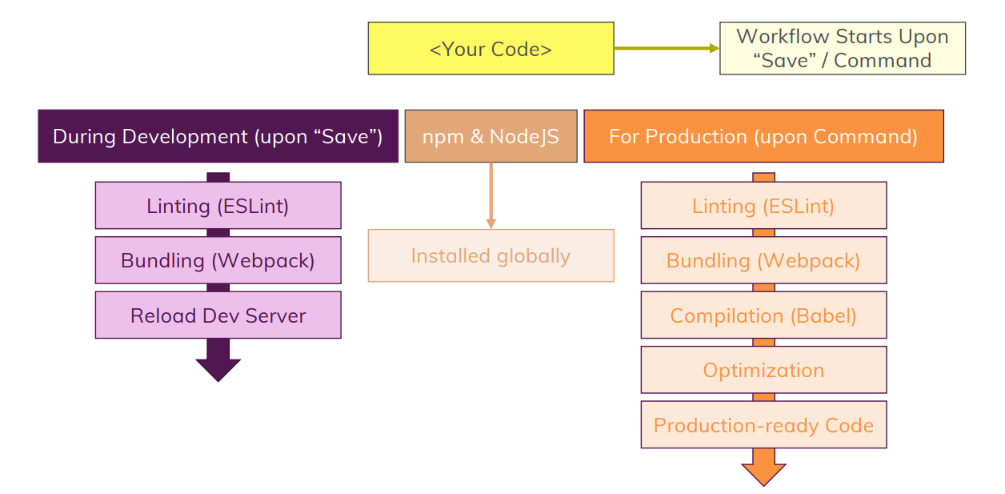 <Your Code>
Workflow Starts Upon
“Save” / Command
During Development (upon “Save”)
npm & NodeJS
For Production (upon Command)
Linting (ESLint)
Bundling (Webpack)
Reload Dev Server
Installed globally
Linting (ESLint)
Bundling (Webpack)
Compilation (Babel)
Optimization
Production-ready Code